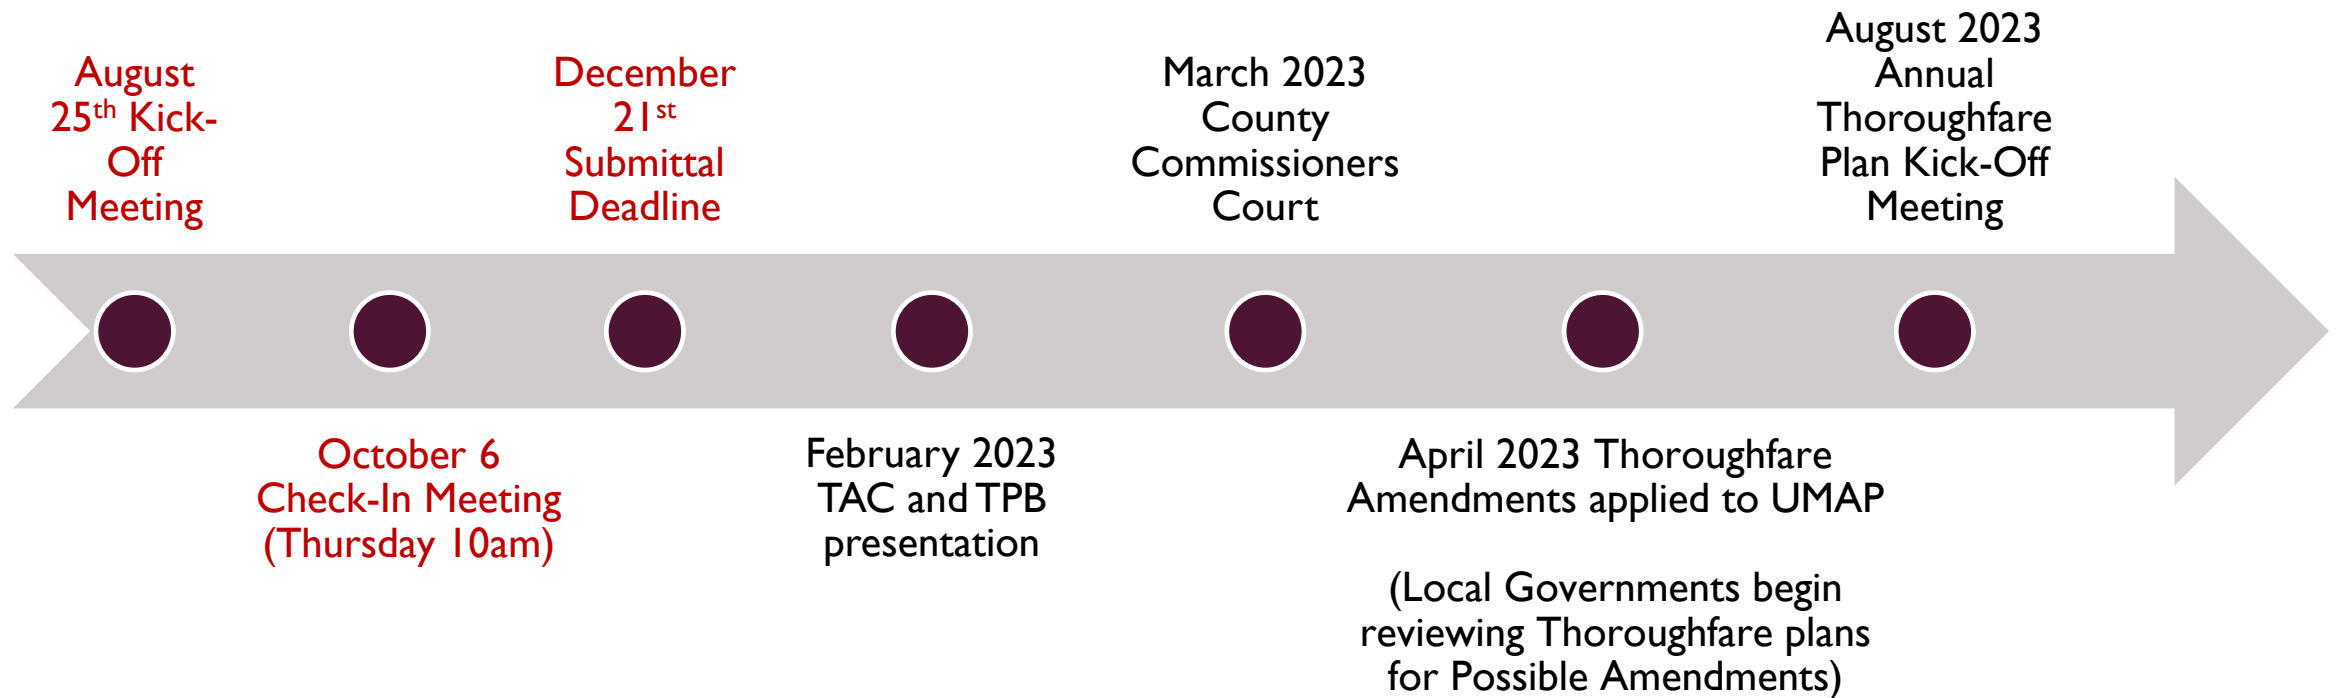 August
25th Kick-
Off
Meeting
October 6
Check-In Meeting
(Thursday 10am)
December
21st
Submittal
Deadline
February 2023
TAC and TPB
presentation
March 2023
County
Commissioners
Court
April 2023 Thoroughfare
Amendments applied to UMAP
(Local Governments begin
reviewing Thoroughfare plans
for Possible Amendments)
August 2023
Annual
Thoroughfare
Plan Kick-Off
Meeting